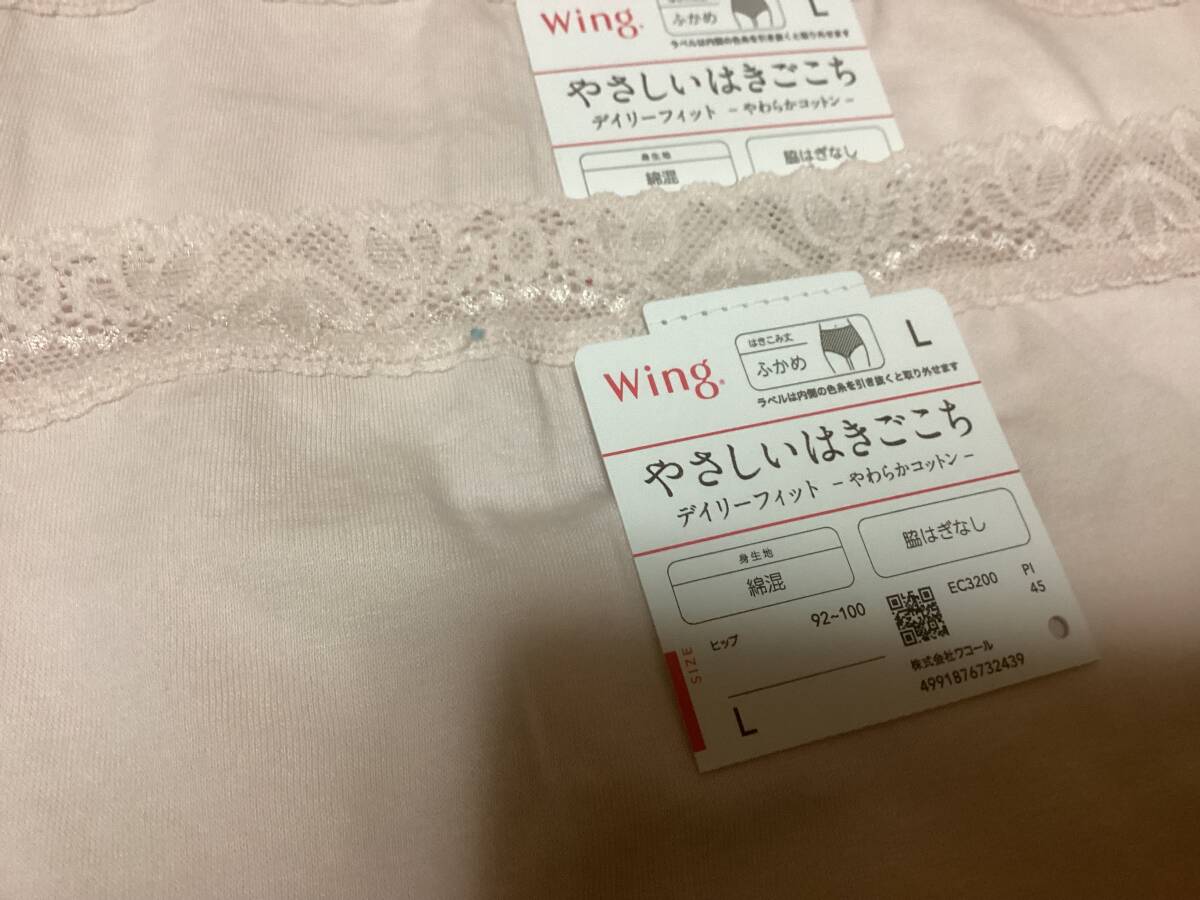 wing.
ふかめ
L
ラベルは内側の色糸を引き抜くと取り外せます
やさしいはきごこち
デイリーフィット -やわらかコットン-
身生地
綿混
脇はぎなし
wing
はきこみ丈
ふかめ
L
ラベルは内側の色糸を引き抜くと取り外せます
やさしいはきごこち
デイリーフィット -やわらかコットン-
身生地
綿混
脇はぎなし
SIZE
ヒップ 92~100
L
EC3200
PI
45
株式会社ワコール
4991876732439